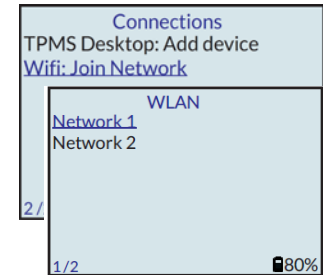 Connections
TPMS Desktop: Add device
Wifi: Join Network
2/
WLAN
Network 1
Network 2
1/2
80%